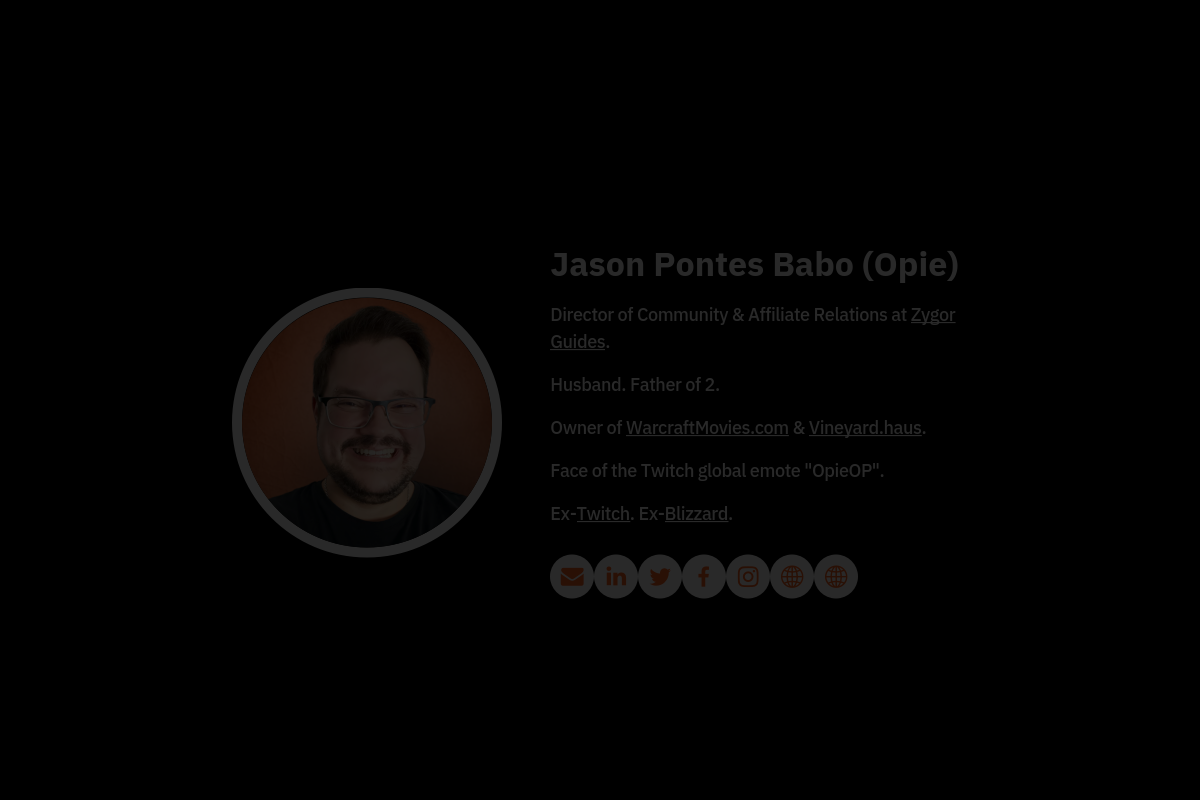 Jason Pontes Babo (Opie)
Director of Community & Affiliate Relations at Zygor
Guides.
Husband. Father of 2.
Owner of WarcraftMovies.com & Vineyard.haus.
Face of the Twitch global emote "OpieOP".
Ex-Twitch. Ex-Blizzard.